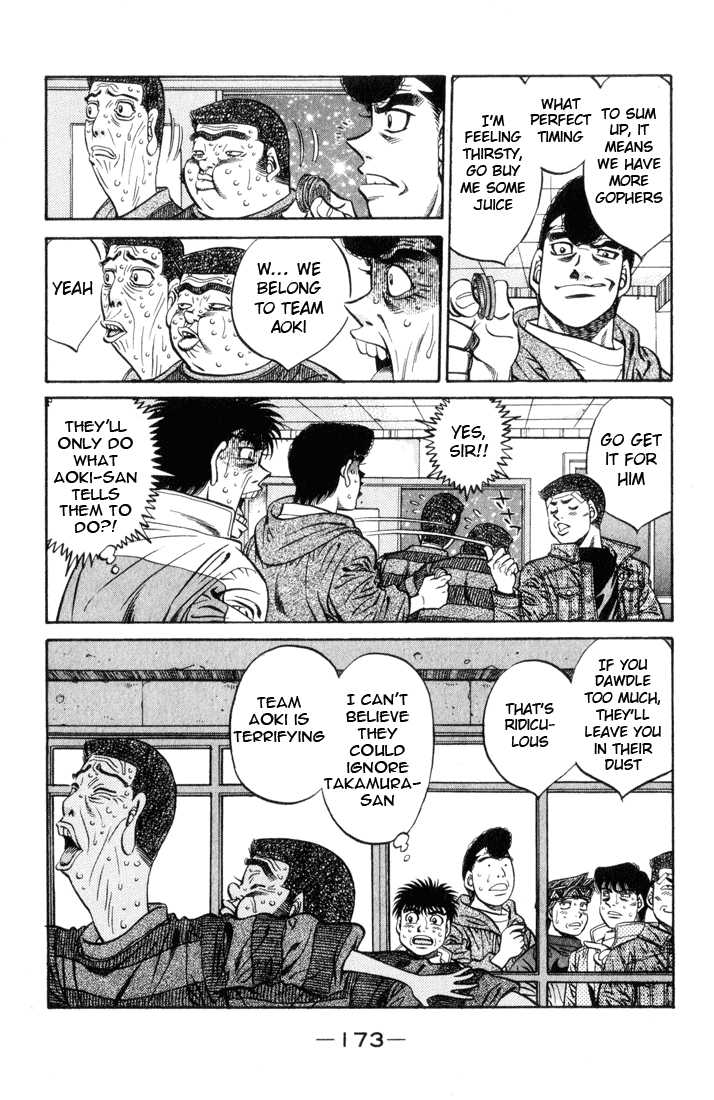 TO SUM
UP, IT
MEANS
WE HAVE
MORE
GOPHERS
WHAT
PERFECT
TIMING
I'M
FEELING
THIRSTY,
GO BUY
ME SOME
JUICE
W... WE
BELONG
TO TEAM
AOKI
YEAH
GO GET
IT FOR
HIM
YES,
SIR!!
THEY'LL
ONLY DO
WHAT
AOKI-SAN
TELLS
THEM TO
DO?!
IF YOU
DAWDLE
TOO MUCH,
THEY'LL
LEAVE YOU
IN THEIR
DUST
THAT'S
RIDICU-
LOUS
I CAN'T
BELIEVE
THEY
COULD
IGNORE
TAKAMURA-
SAN
TEAM
AOKI IS
TERRIFYING
—173—